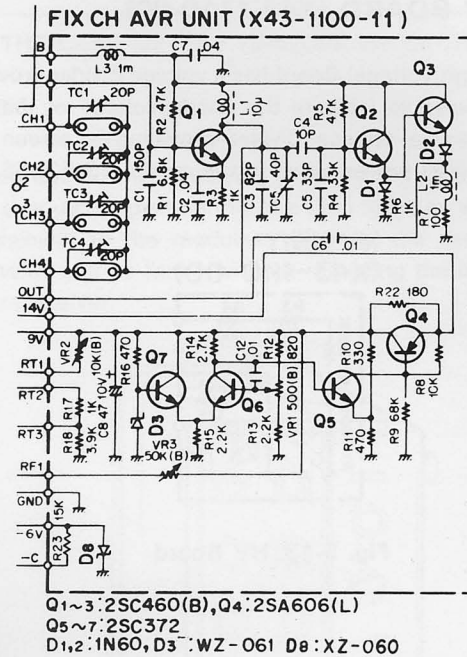 FIX CH AVR UNIT (X43-1100-11)
B
L3 1m
C7 .04
C
TC1 20P
CH1
TC2 20P
CH2
2
3
TC3 20P
CH3
TC4 20P
CH4
OUT
14V
9V
RT1
RT2
RT3
RF1
GND
-6V
-C
C1 150P
R2 47K
R1 6.8K
Q1
C2 .04
R3 1K
L1 10μ
C3 82P
TC5 40P
C4 10P
C5 33P
R5 47K
R4 33K
Q2
D1
R6 1K
Q3
D2
L2 1m
R7 100
C6 .01
VR2 10K(B)
R17 1K
R18 3.9K
C8 47 10V
+
R16 470
Q7
D3
R14 2.7K
R15 2.2K
C12 .01
Q6
R12 820
VR1 500(B)
R13 2.2K
VR3 50K(B)
Q5
R10 330
R11 470
R22 180
Q4
R9 68K
R8 10K
R23 15K
D8
Q1~3:2SC460(B), Q4:2SA606(L)
Q5~7:2SC372
D1,2:1N60, D3:WZ-061 D8:XZ-060